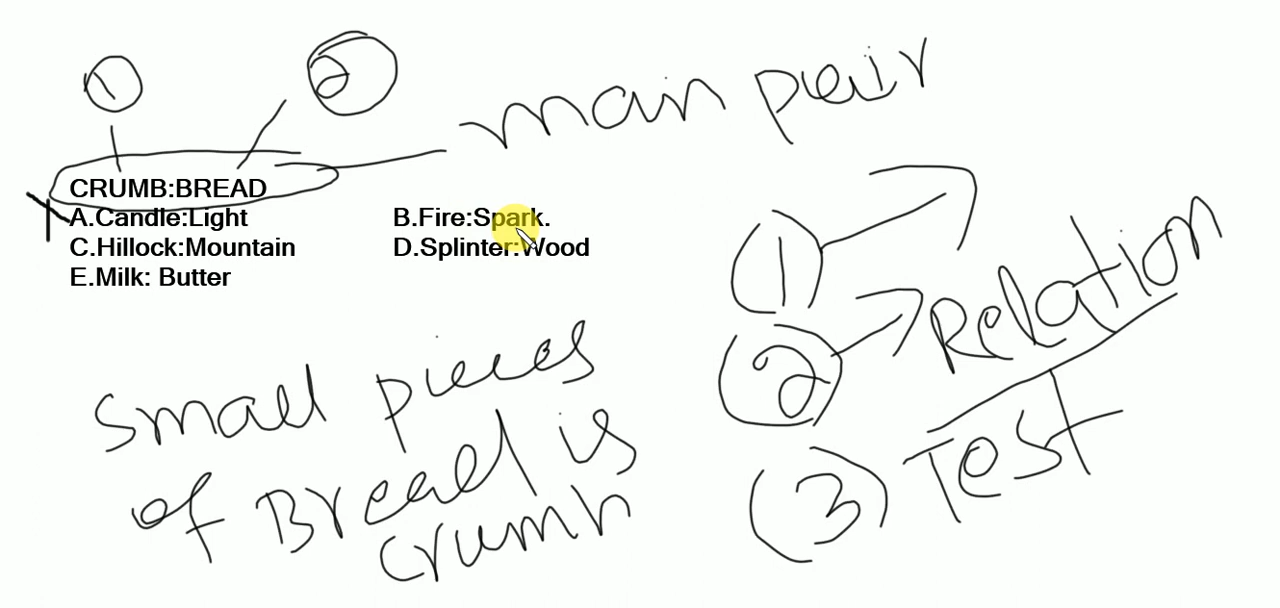 1
2
main pair
CRUMB:BREAD
A.Candle:Light B.Fire:Spark.
C.Hillock:Mountain D.Splinter:Wood
E.Milk: Butter
1
2 Relation
(3) Test
Small pieces
of Bread is
crumb